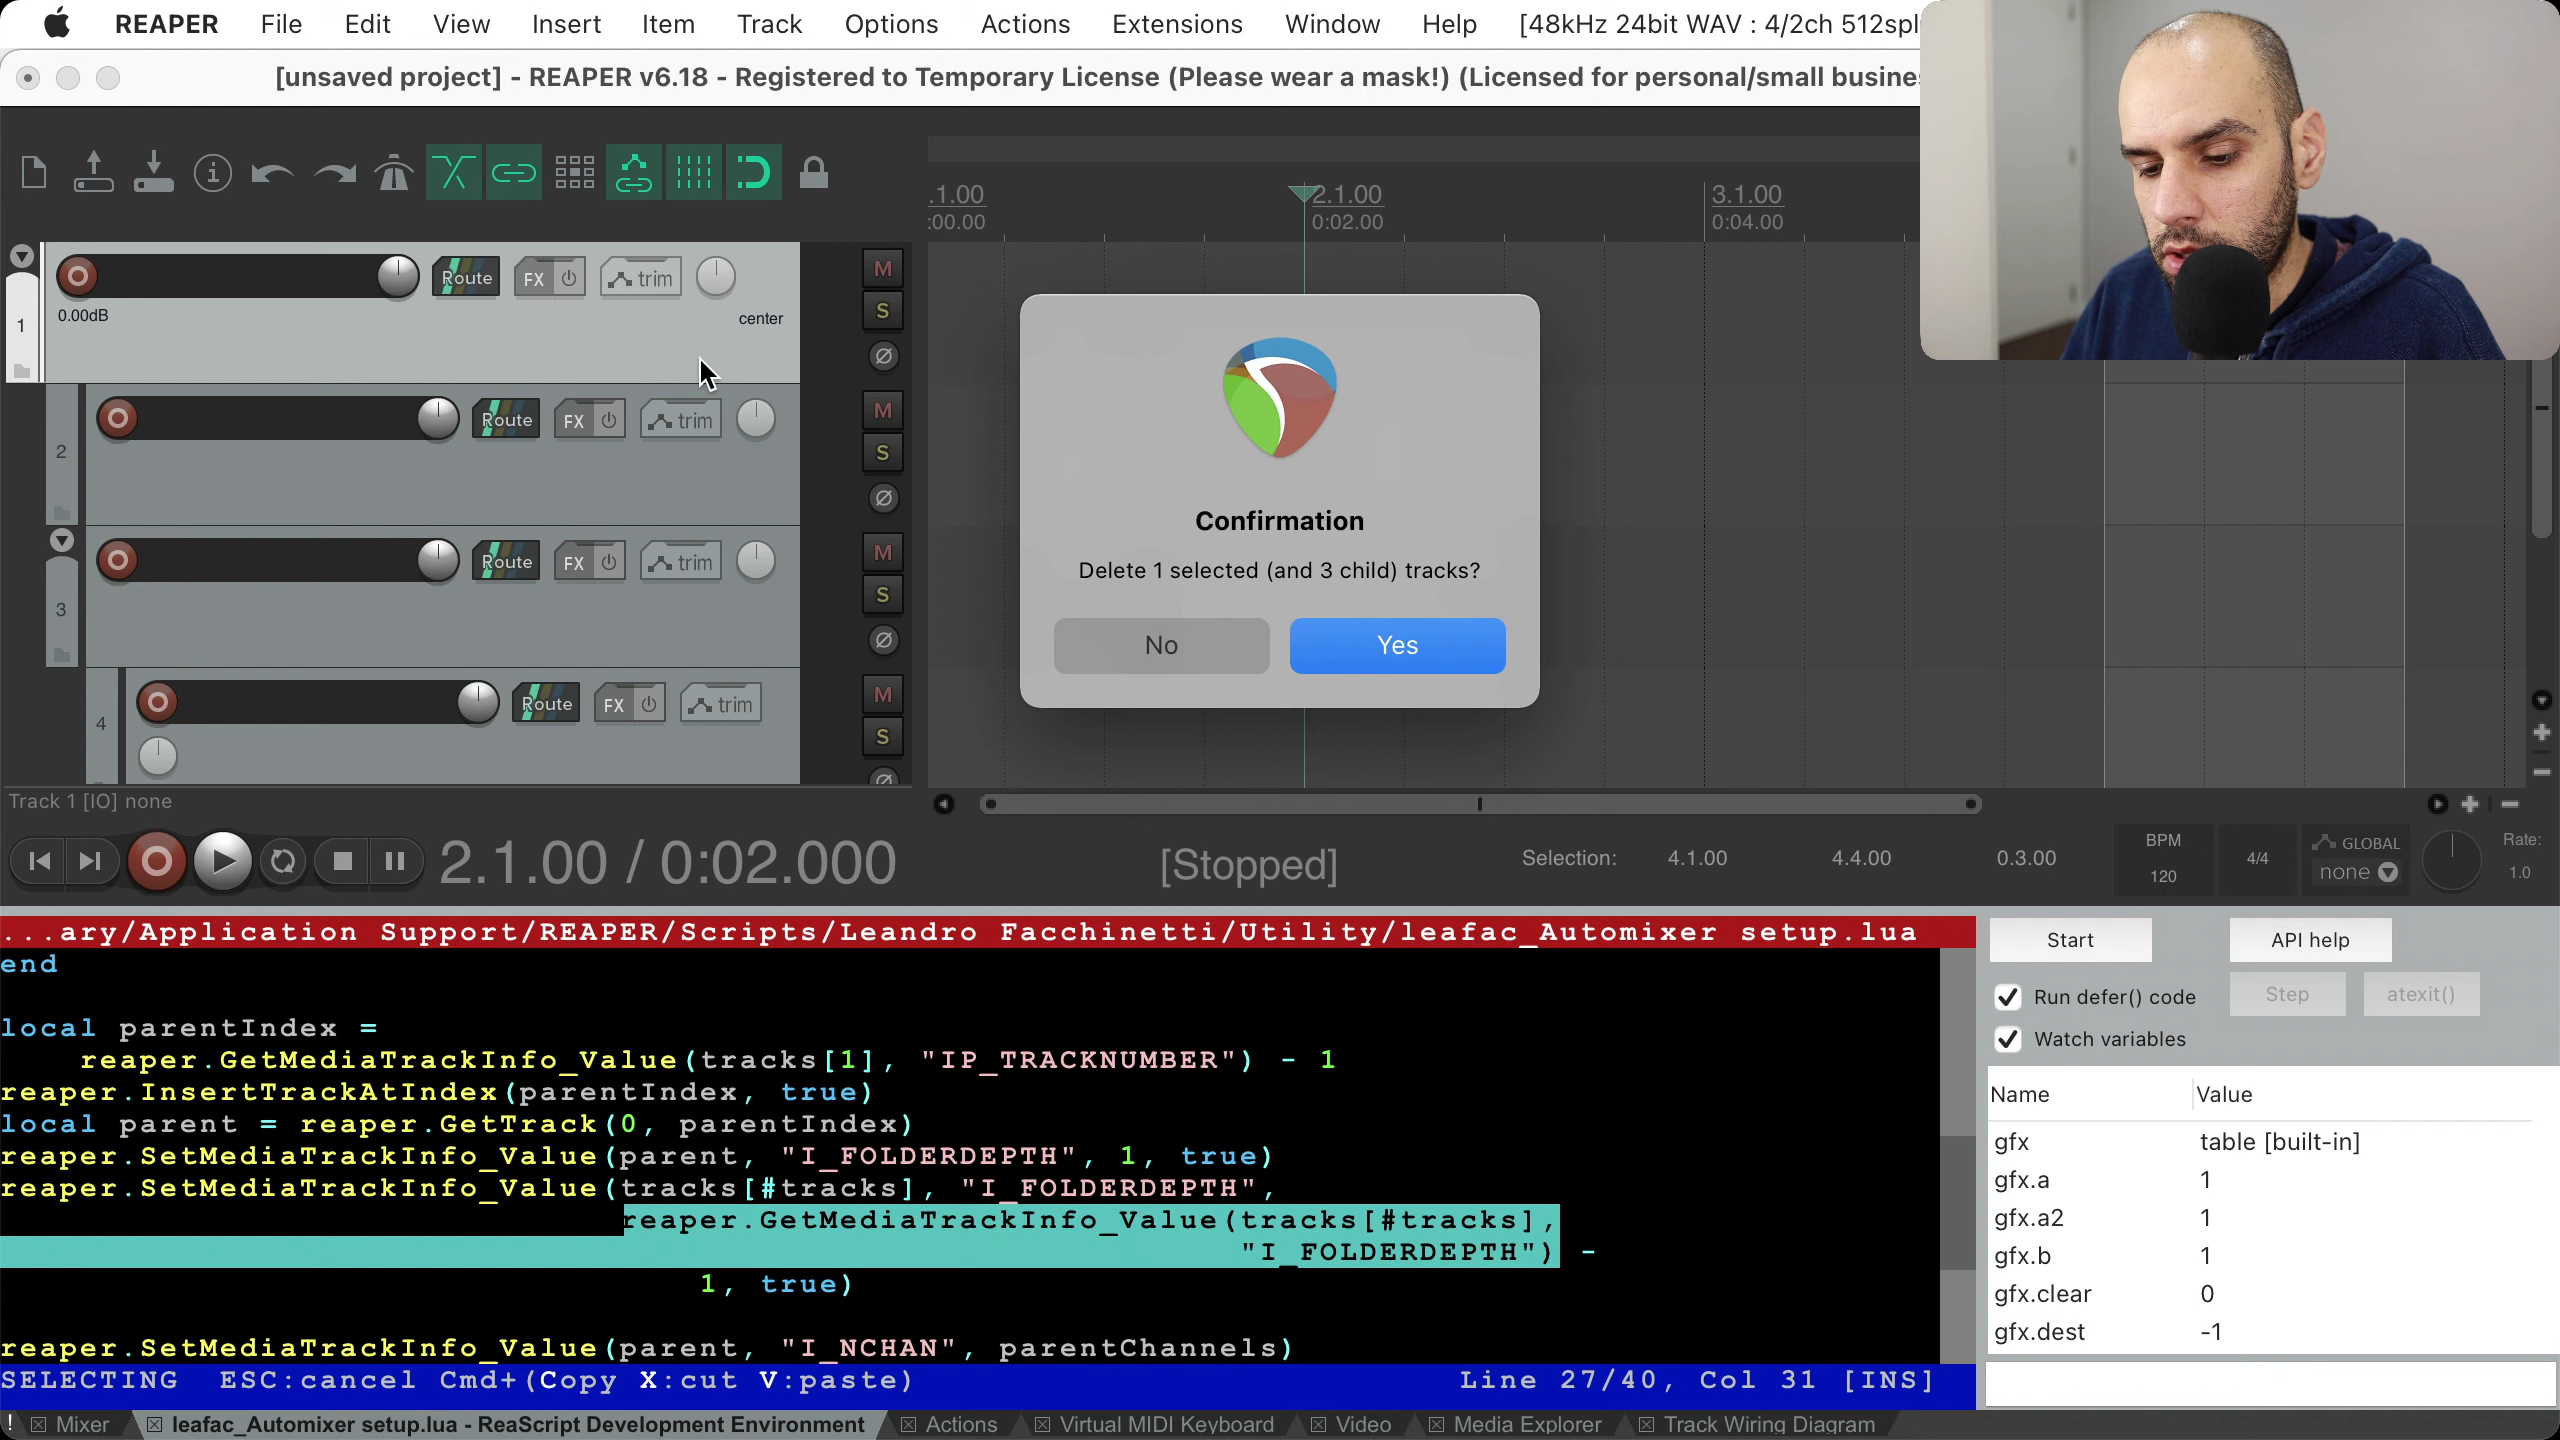 REAPER File Edit View Insert Item Track Options Actions Extensions Window Help [48kHz 24bit WAV : 4/2ch 512spl
[unsaved project] - REAPER v6.18 - Registered to Temporary License (Please wear a mask!) (Licensed for personal/small busine
.1.00 2.1.00 3.1.00
:00.00 0:02.00 0:04.00
1 Route FX trim M
0.00dB center S
2 Route FX trim M
S
3 Route FX trim M
S
4 Route FX trim M
S
Confirmation
Delete 1 selected (and 3 child) tracks?
No Yes
Track 1 [IO] none
2.1.00 / 0:02.000 [Stopped] Selection: 4.1.00 4.4.00 0.3.00
BPM
120
4/4
GLOBAL
none
Rate:
1.0
...ary/Application Support/REAPER/Scripts/Leandro Facchinetti/Utility/leafac_Automixer setup.lua
end
local parentIndex =
reaper.GetMediaTrackInfo_Value(tracks[1], "IP_TRACKNUMBER") - 1
reaper.InsertTrackAtIndex(parentIndex, true)
local parent = reaper.GetTrack(0, parentIndex)
reaper.SetMediaTrackInfo_Value(parent, "I_FOLDERDEPTH", 1, true)
reaper.SetMediaTrackInfo_Value(tracks[#tracks], "I_FOLDERDEPTH",
reaper.GetMediaTrackInfo_Value(tracks[#tracks],
"I_FOLDERDEPTH") -
1, true)
reaper.SetMediaTrackInfo_Value(parent, "I_NCHAN", parentChannels)
SELECTING ESC:cancel Cmd+(Copy X:cut V:paste) Line 27/40, Col 31 [INS]
Start API help
Run defer() code Step atexit()
Watch variables
Name Value
gfx table [built-in]
gfx.a 1
gfx.a2 1
gfx.b 1
gfx.clear 0
gfx.dest -1
! Mixer leafac_Automixer setup.lua - ReaScript Development Environment Actions Virtual MIDI Keyboard Video Media Explorer Track Wiring Diagram